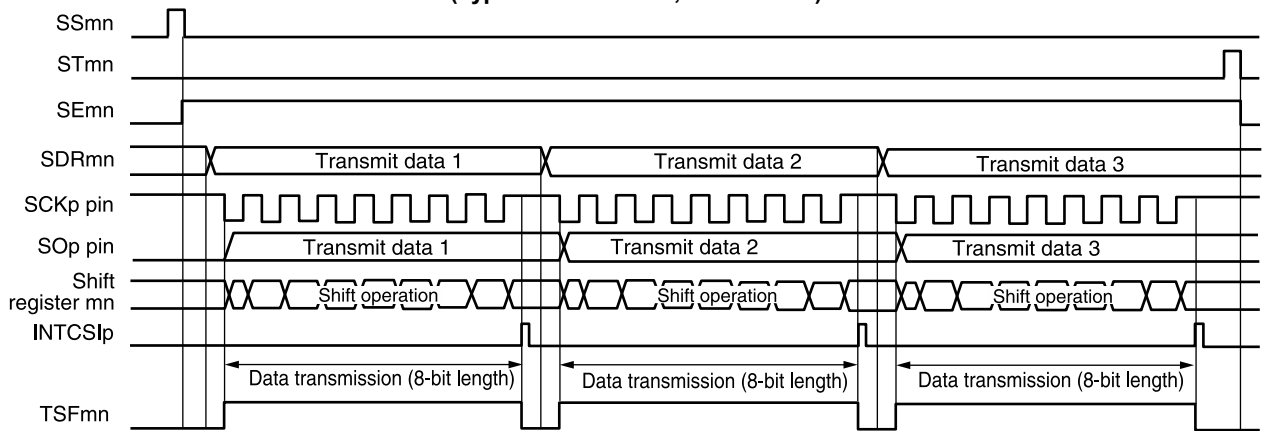 SSmn
STmn
SEmn
SDRmn Transmit data 1 Transmit data 2 Transmit data 3
SCKp pin
SOp pin Transmit data 1 Transmit data 2 Transmit data 3
Shift
register mn Shift operation Shift operation Shift operation
INTCSIp
Data transmission (8-bit length) Data transmission (8-bit length) Data transmission (8-bit length)
TSFmn